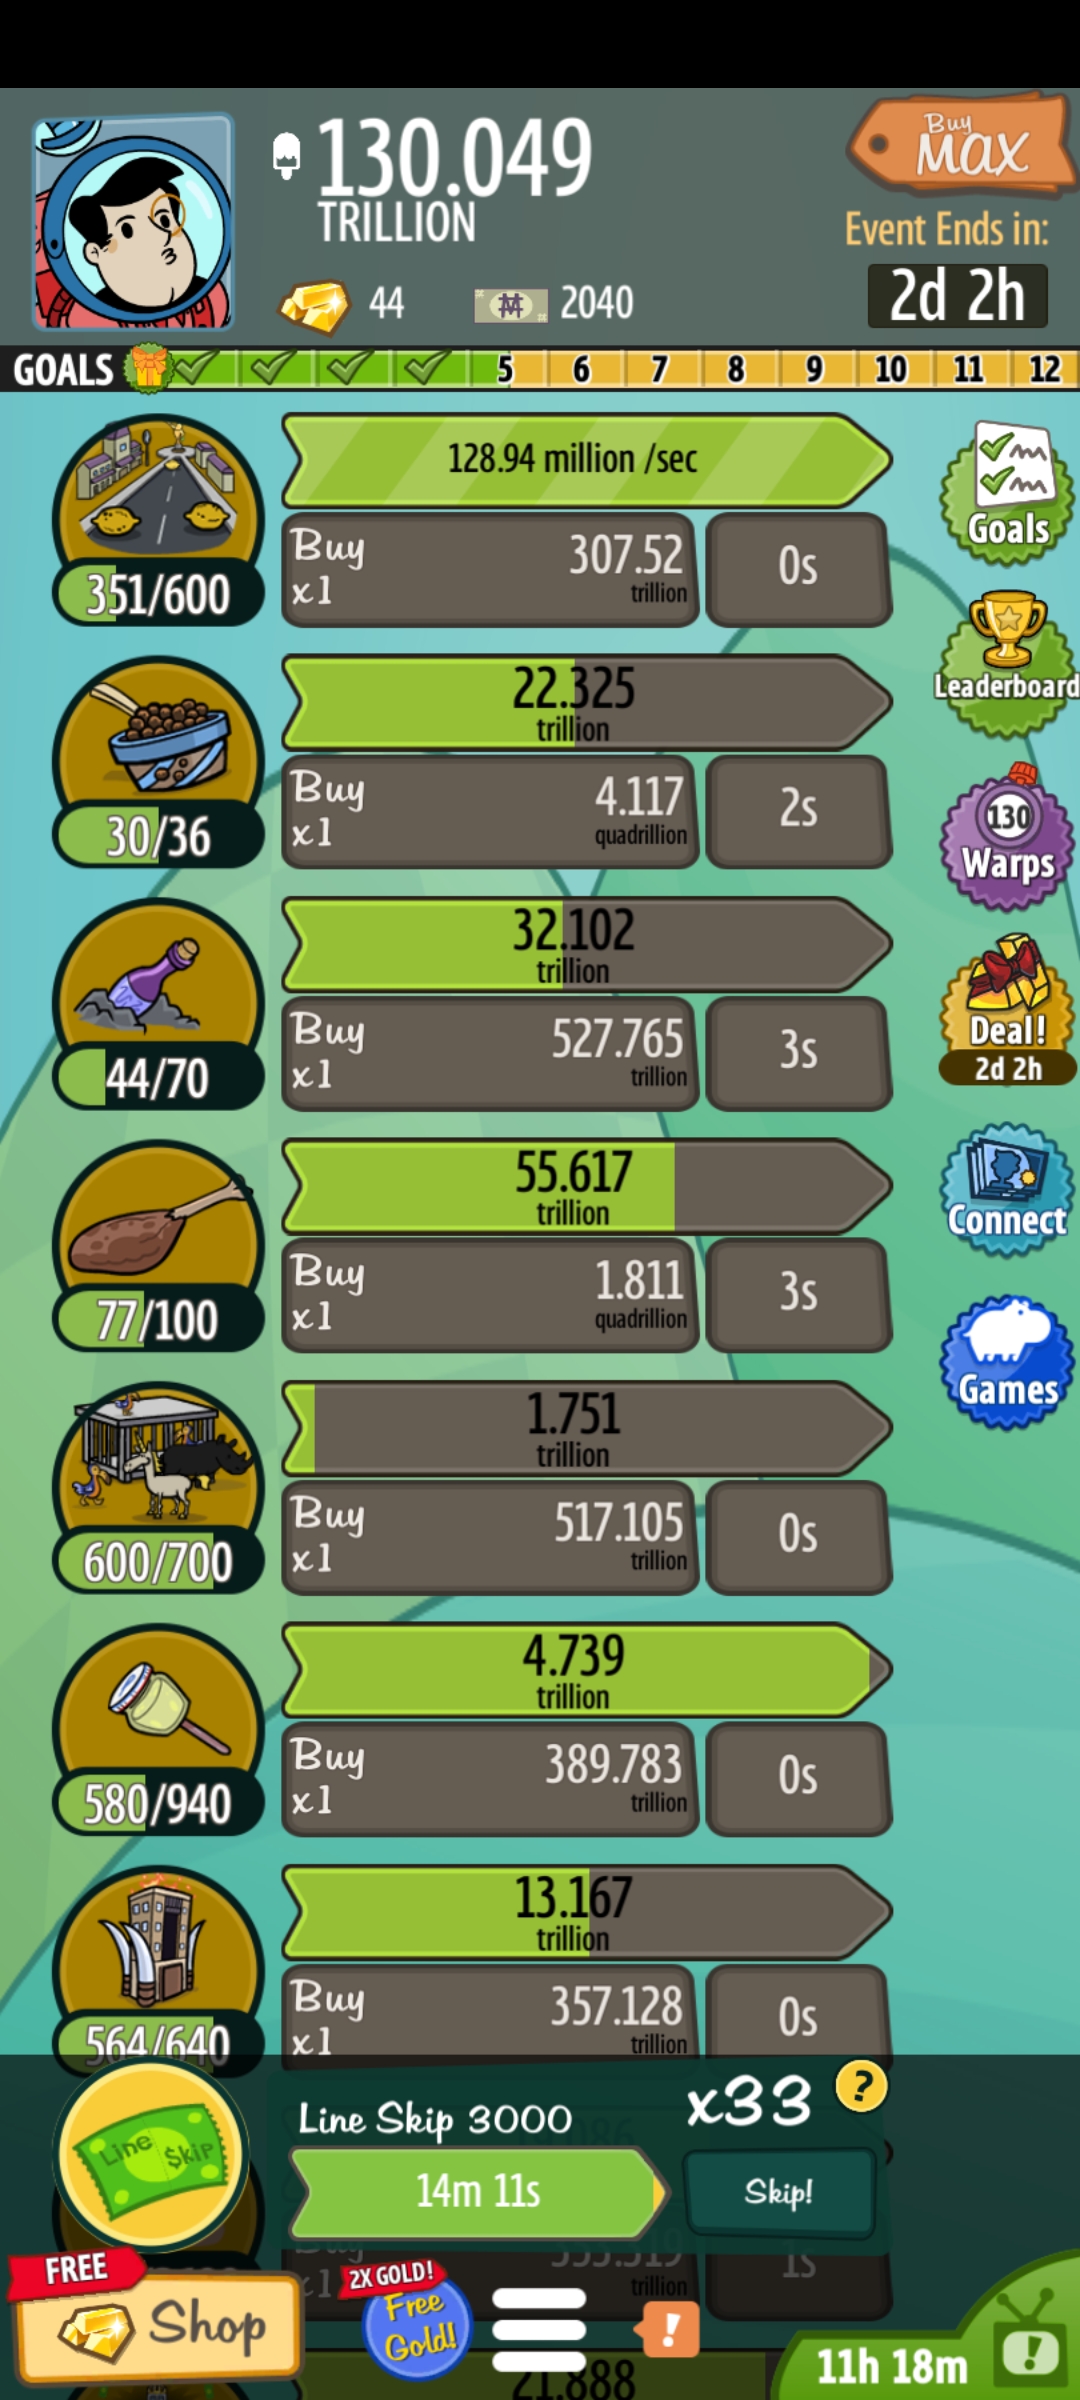 130.049
TRILLION
44
2040
Buy
MAX
Event Ends in:
2d 2h
GOALS 5 6 7 8 9 10 11 12
128.94 million /sec
351/600
Buy
x1
307.52
trillion
0s
Goals
22.325
trillion
30/36
Buy
x1
4.117
quadrillion
2s
Leaderboard
130
Warps
32.102
trillion
44/70
Buy
x1
527.765
trillion
3s
Deal!
2d 2h
55.617
trillion
77/100
Buy
x1
1.811
quadrillion
3s
Connect
Games
1.751
trillion
600/700
Buy
x1
517.105
trillion
0s
4.739
trillion
580/940
Buy
x1
389.783
trillion
0s
13.167
trillion
564/640
Buy
x1
357.128
trillion
0s
Line Skip
Line Skip 3000
x33
?
14m 11s
Skip!
x1
trillion
1s
FREE
Shop
2X GOLD!
Free
Gold!
!
21.888
11h 18m
!